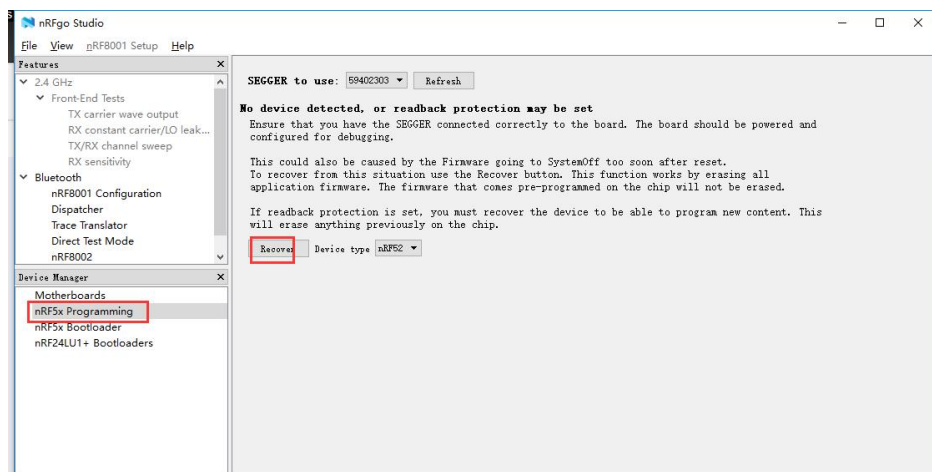 nRFgo Studio
File View nRF8001 Setup Help
Features
2.4 GHz
Front-End Tests
TX carrier wave output
RX constant carrier/LO leak...
TX/RX channel sweep
RX sensitivity
Bluetooth
nRF8001 Configuration
Dispatcher
Trace Translator
Direct Test Mode
nRF8002
Device Manager
Motherboards
nRF5x Programming
nRF5x Bootloader
nRF24LU1+ Bootloaders
SEGGER to use: 59402303 Refresh
No device detected, or readback protection may be set
Ensure that you have the SEGGER connected correctly to the board. The board should be powered and
configured for debugging.
This could also be caused by the Firmware going to SystemOff too soon after reset.
To recover from this situation use the Recover button. This function works by erasing all
application firmware. The firmware that comes pre-programmed on the chip will not be erased.
If readback protection is set, you must recover the device to be able to program new content. This
will erase anything previously on the chip.
Recover Device type nRF52